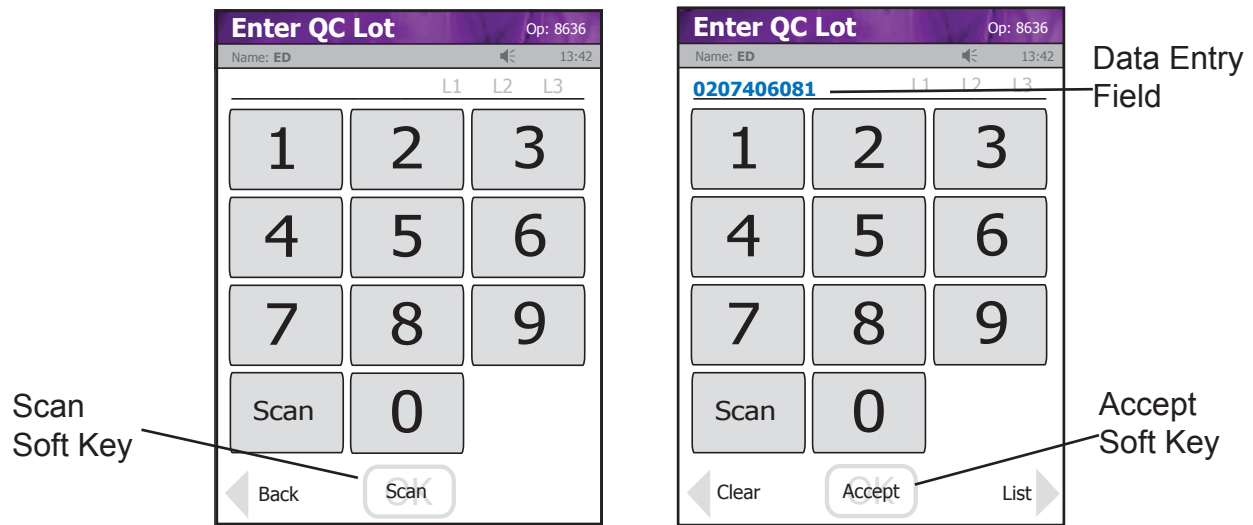 Enter QC Lot Op: 8636
Name: ED 13:42
L1 L2 L3
1 2 3
4 5 6
7 8 9
Scan 0
Back OK Scan
Scan
Soft Key
Enter QC Lot Op: 8636
Name: ED 13:42
0207406081 L1 L2 L3
1 2 3
4 5 6
7 8 9
Scan 0
Clear OK Accept List
Data Entry
Field
Accept
Soft Key